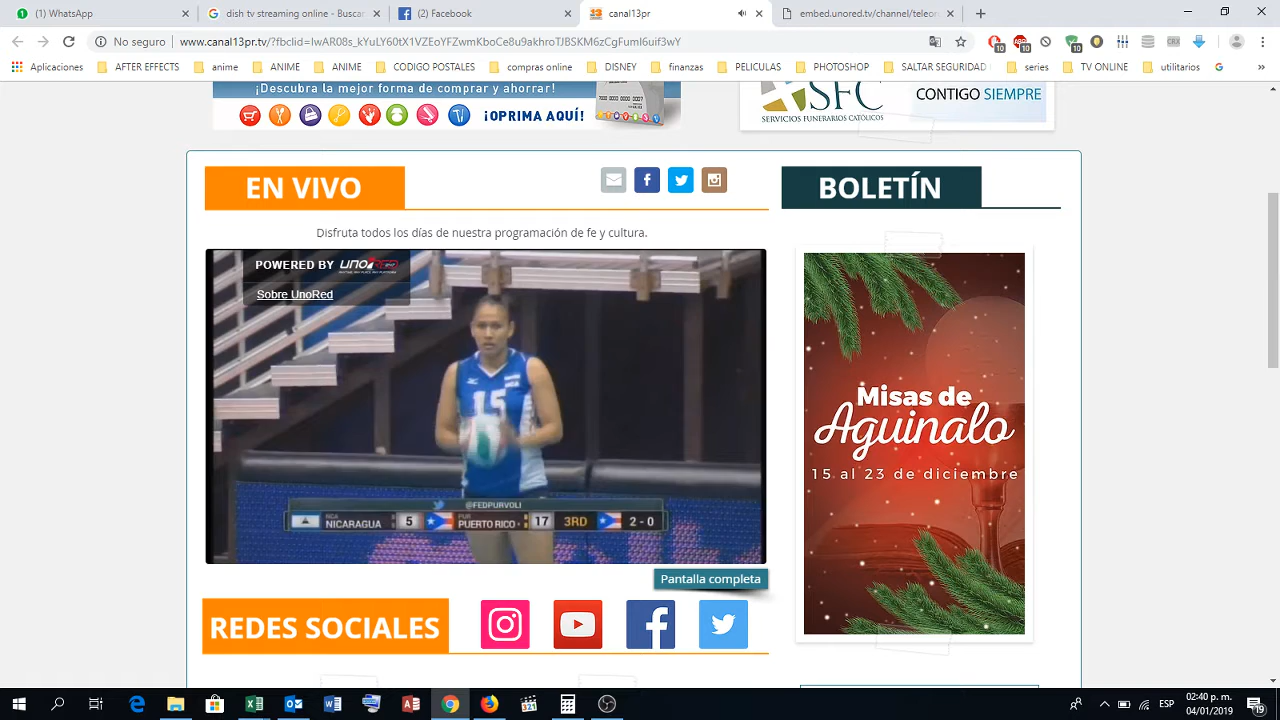 (2) WhatsApp
dish tv streaming online - Buscar
(2) Facebook
canal13pr
embed.unored.tv/channel/teleor
No seguro
www.canal13pr.tv/?fbclid=IwAR08s_kYuLY60tX1VZEoYFZwmKboCe8u9akhroTJBSKM6zCgFumI6uif3wY
Aplicaciones
AFTER EFFECTS
anime
ANIME
ANIME
CODIGO POSTALES
compras online
DISNEY
finanzas
PELICULAS
PHOTOSHOP
SALTAR SEGURIDAD
series
TV ONLINE
utilitarios
¡Descubra la mejor forma de comprar y ahorrar!
¡OPRIMA AQUÍ!
SFC
SERVICIOS FUNERARIOS CATÓLICOS
CONTIGO SIEMPRE
EN VIVO
BOLETÍN
Disfruta todos los días de nuestra programación de fe y cultura.
POWERED BY UNORED
Sobre UnoRed
15
@FEDPURVOLI
NCA NICARAGUA 5 PUR PUERTO RICO 17 3RD 2 - 0
Misas de
Aguinalo
15 al 23 de diciembre
Pantalla completa
REDES SOCIALES
ESP
02:40 p. m.
04/01/2019